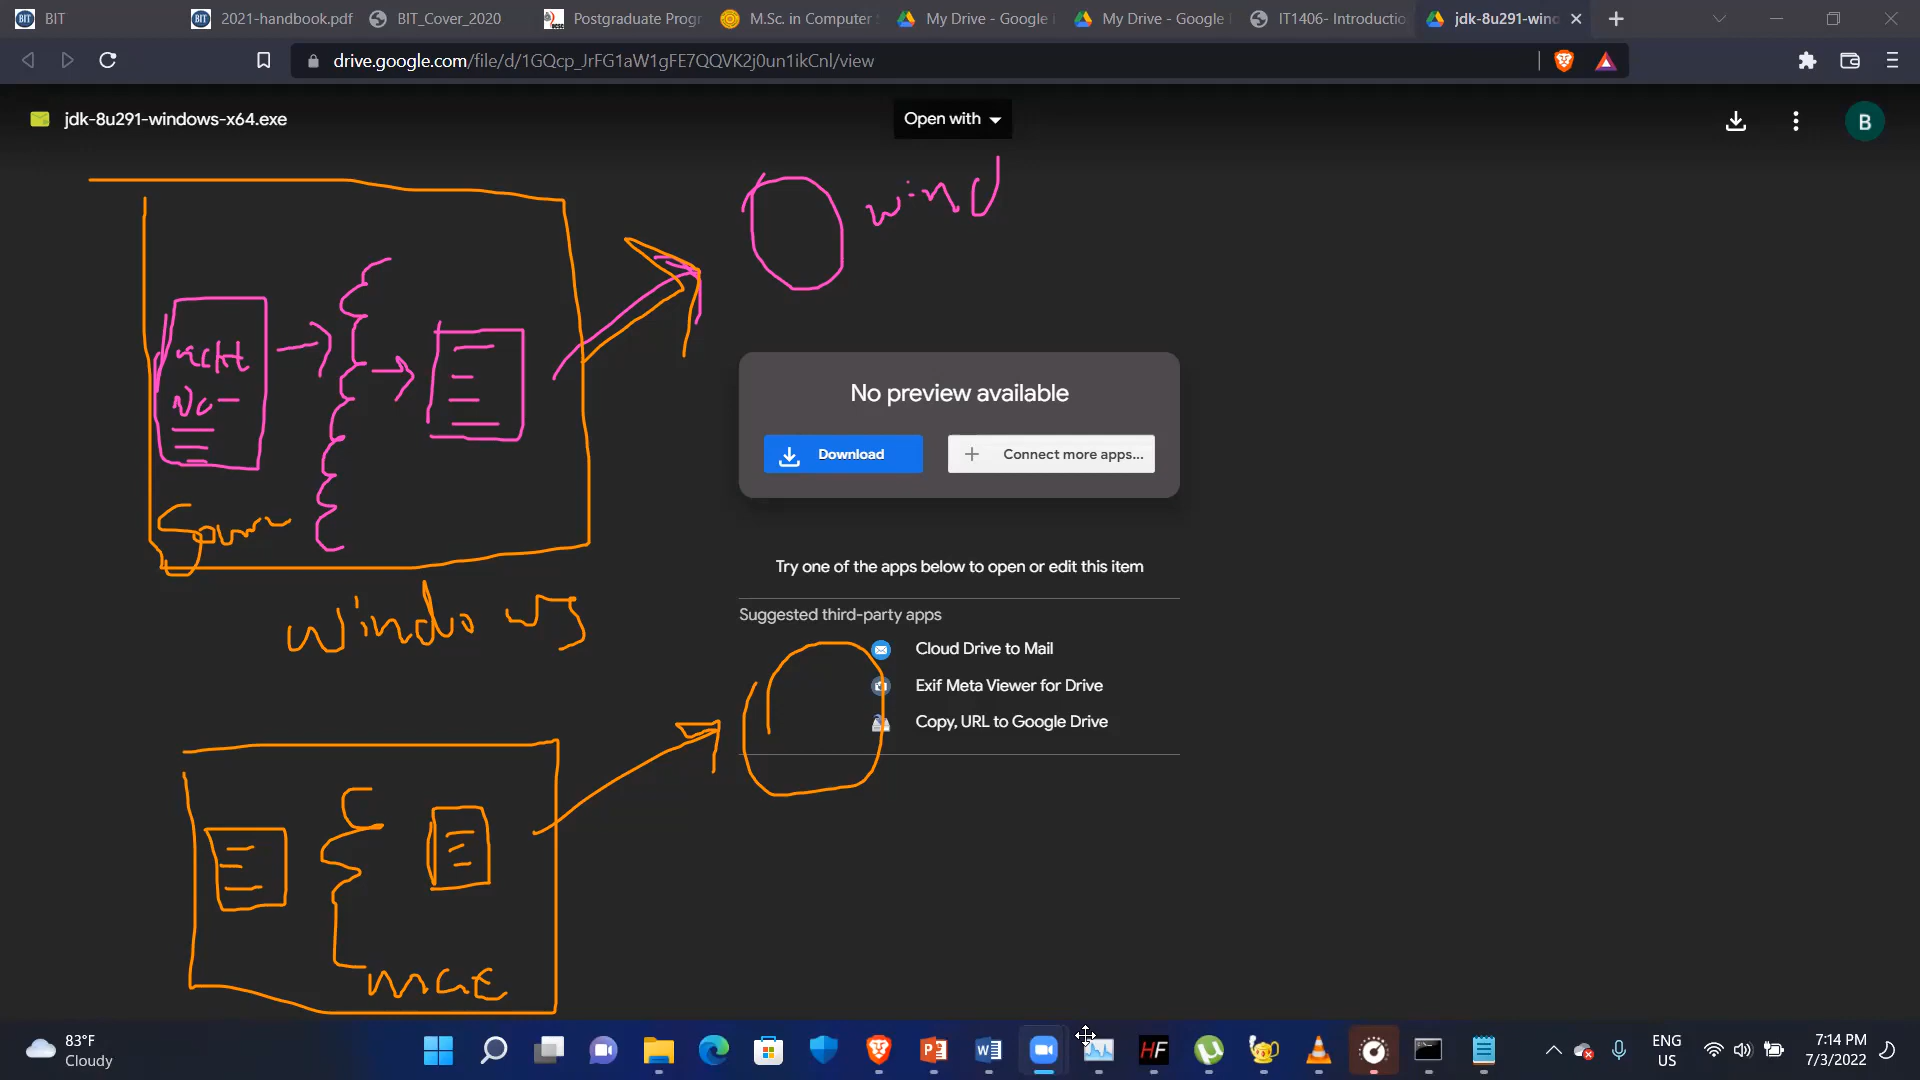 BIT
2021-handbook.pdf
BIT_Cover_2020
Postgraduate Prog
M.Sc. in Computer
My Drive - Google
My Drive - Google
IT1406- Introductio
jdk-8u291-wind
drive.google.com/file/d/1GQcp_JrFG1aW1gFE7QQVK2j0un1ikCnl/view
jdk-8u291-windows-x64.exe
Open with
B
wind
No preview available
Download
Connect more apps...
Try one of the apps below to open or edit this item
Suggested third-party apps
Cloud Drive to Mail
Exif Meta Viewer for Drive
Copy, URL to Google Drive
windows
83°F
Cloudy
HF
ENG
US
7:14 PM
7/3/2022